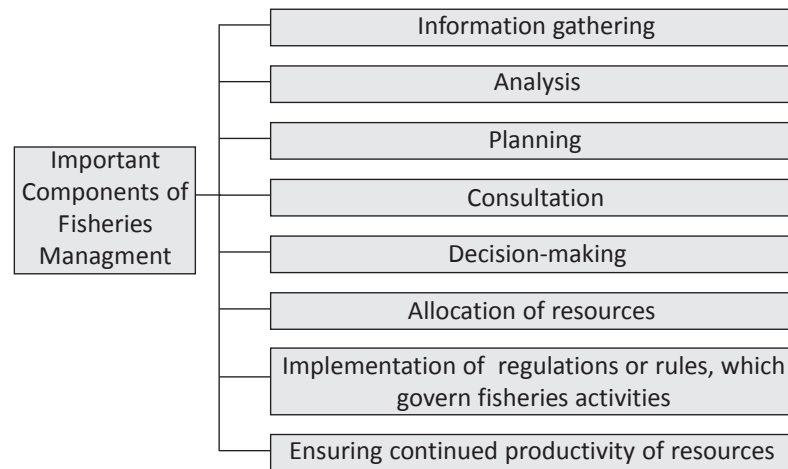 Important
Components of
Fisheries
Managment
Information gathering
Analysis
Planning
Consultation
Decision-making
Allocation of resources
Implementation of regulations or rules, which
govern fisheries activities
Ensuring continued productivity of resources